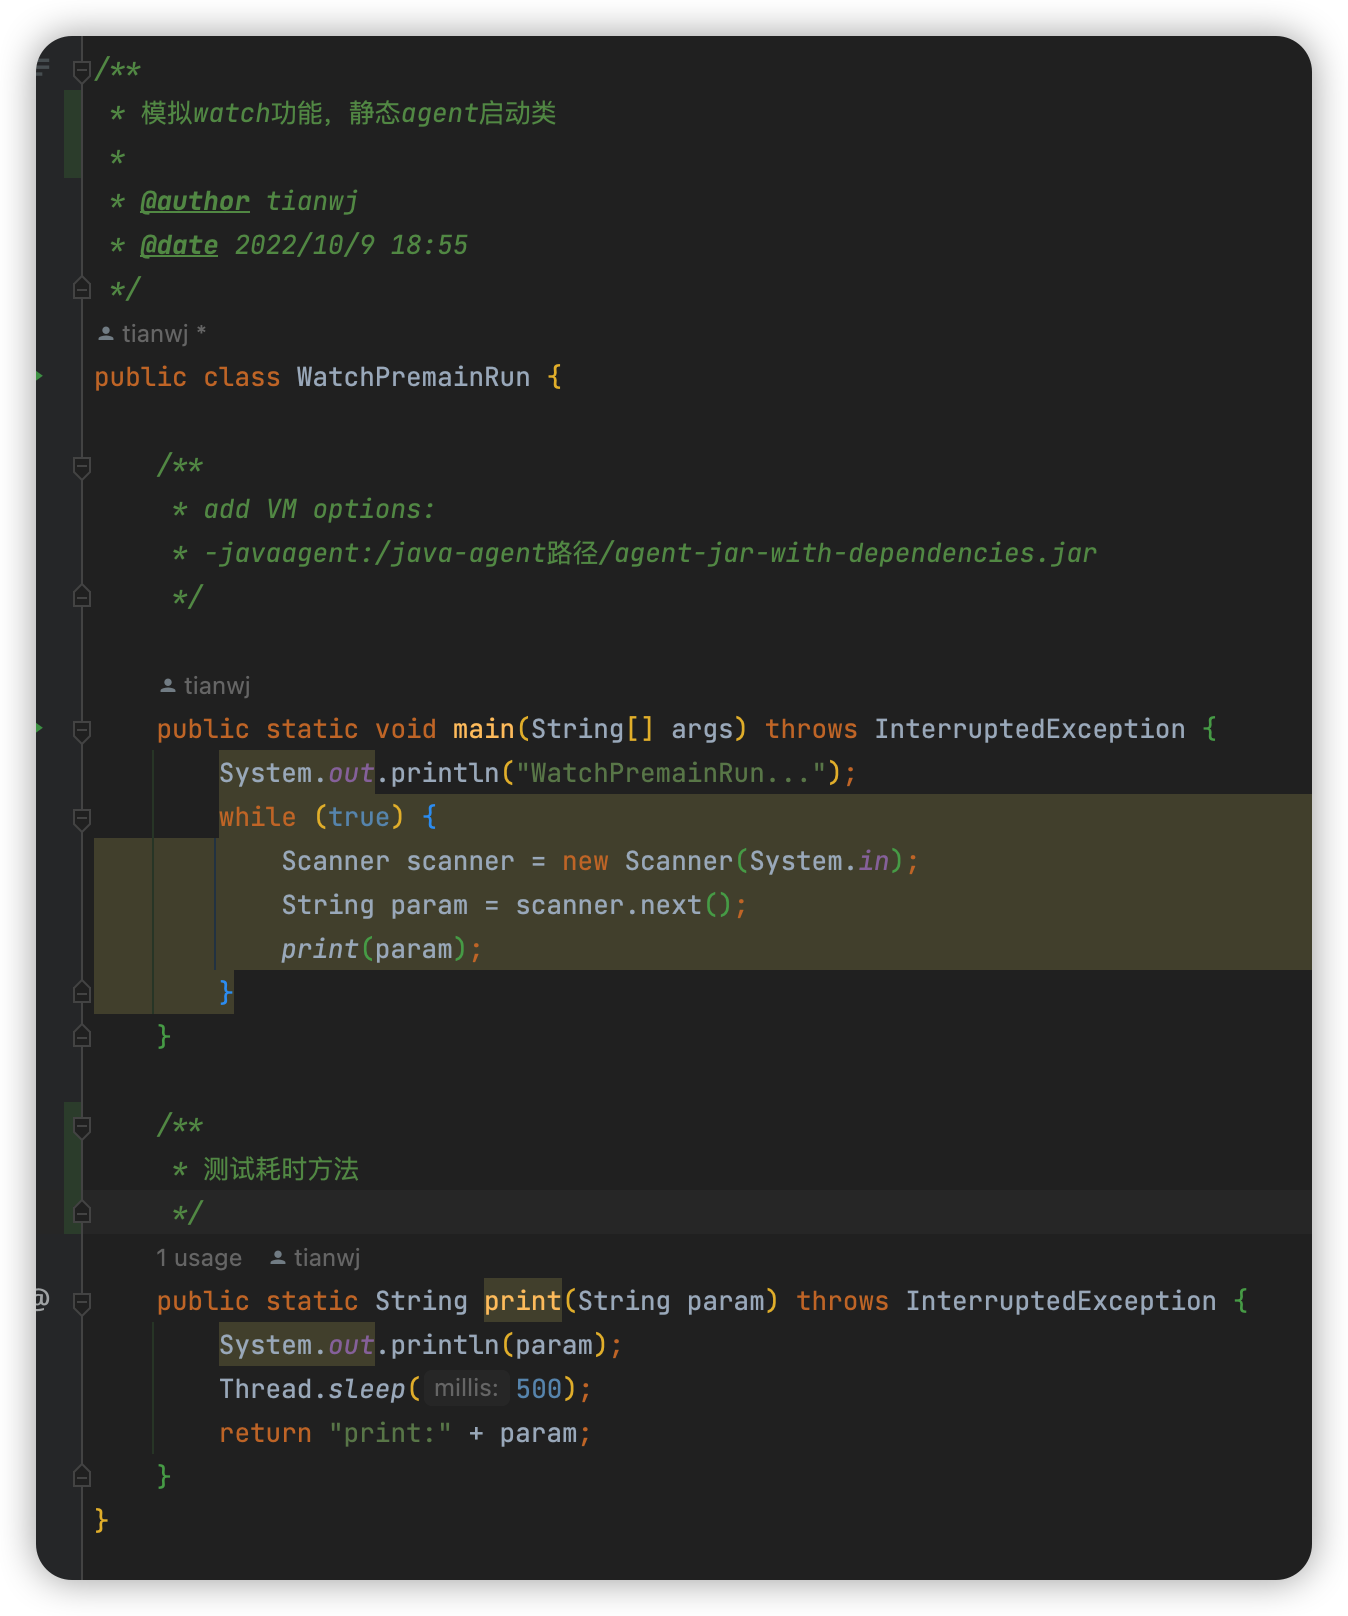 /**
 * 模拟watch功能，静态agent启动类
 *
 * @author tianwj
 * @date 2022/10/9 18:55
 */
tianwj *
public class WatchPremainRun {
    /**
     * add VM options:
     * -javaagent:/java-agent路径/agent-jar-with-dependencies.jar
     */
    tianwj
    public static void main(String[] args) throws InterruptedException {
        System.out.println("WatchPremainRun...");
        while (true) {
            Scanner scanner = new Scanner(System.in);
            String param = scanner.next();
            print(param);
        }
    }
    /**
     * 测试耗时方法
     */
    1 usage tianwj
@    public static String print(String param) throws InterruptedException {
        System.out.println(param);
        Thread.sleep( millis: 500);
        return "print:" + param;
    }
}